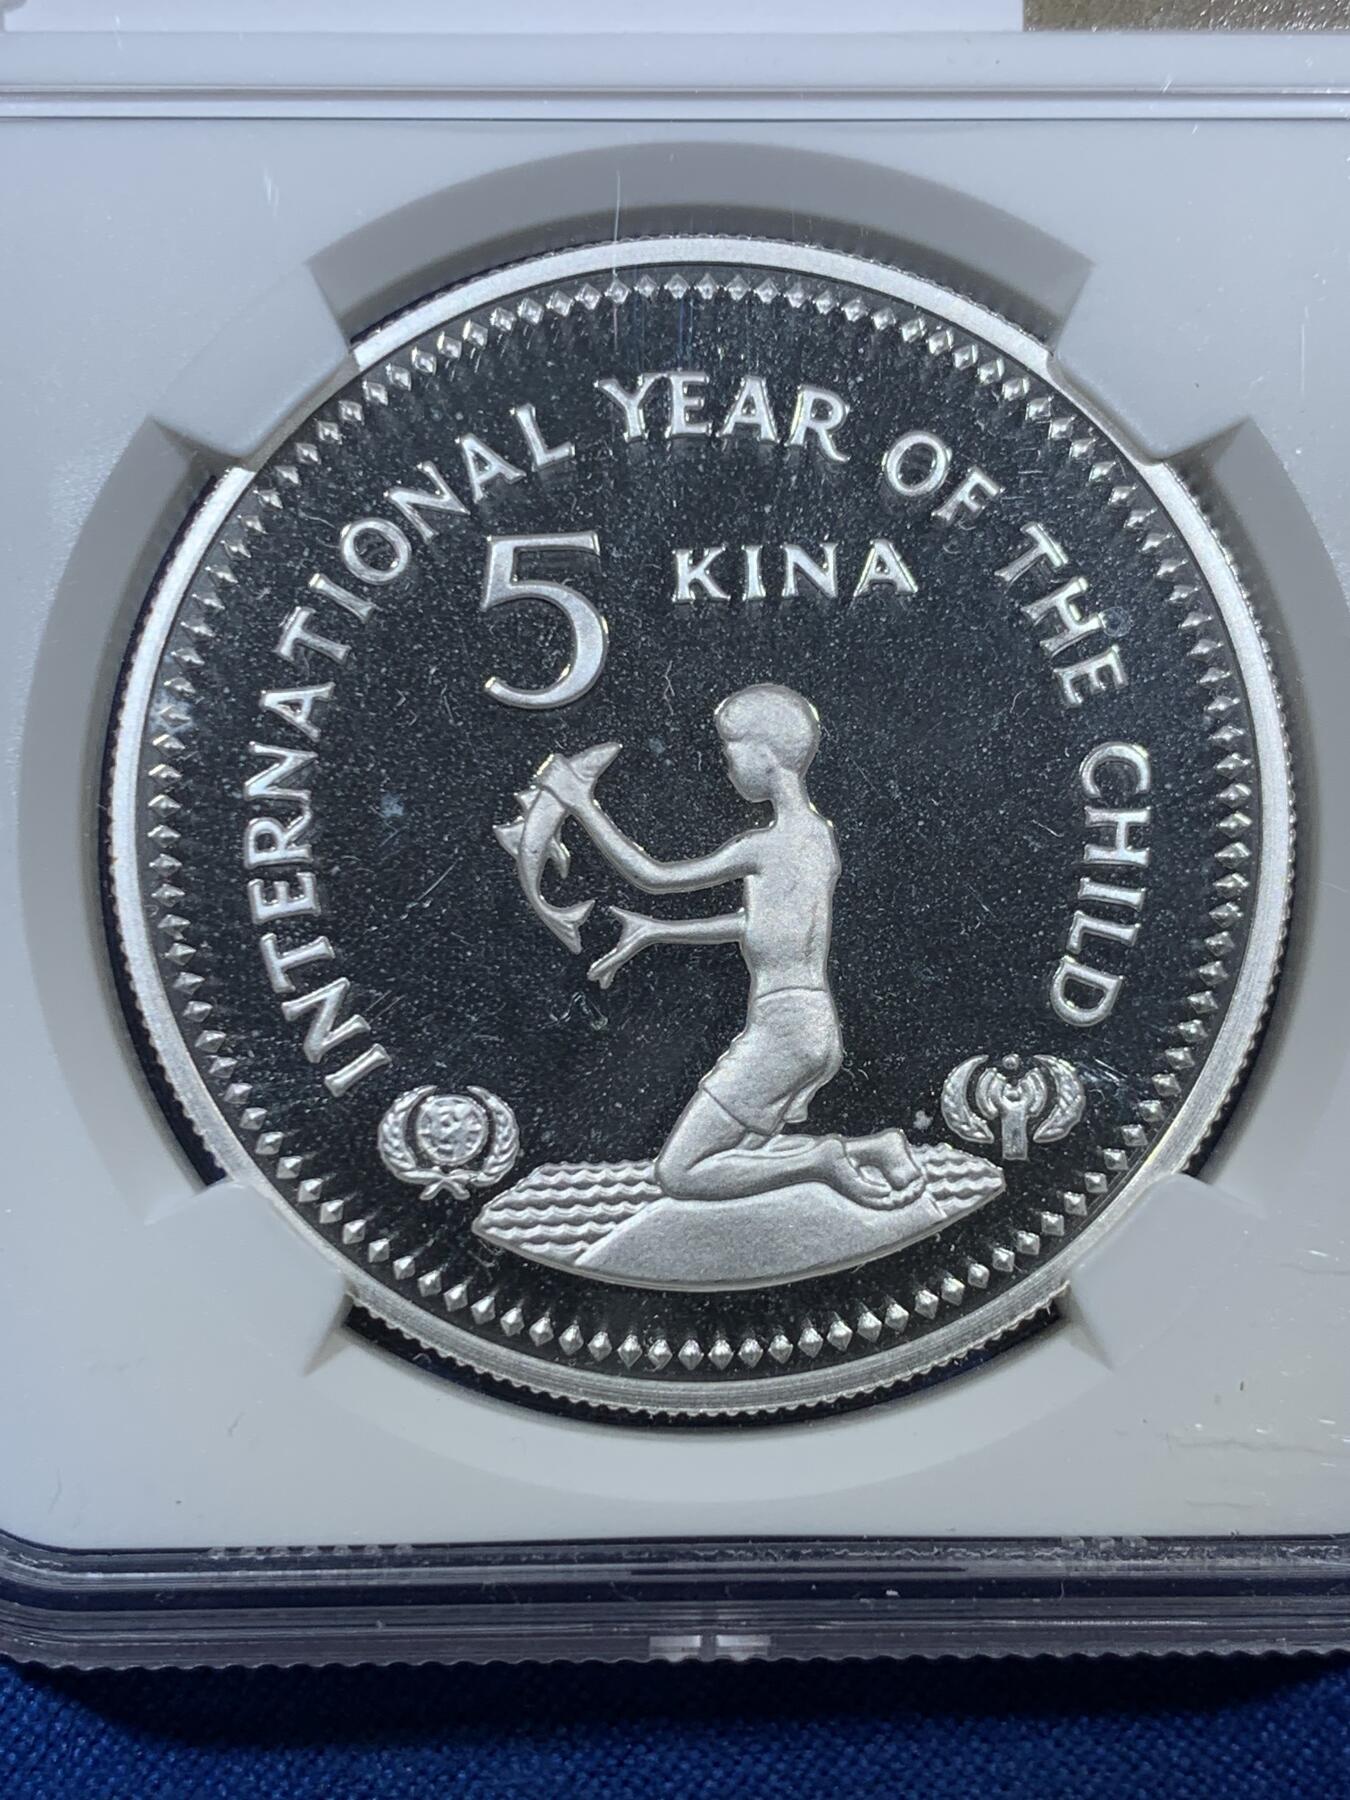 INTERNATIONAL YEAR OF THE CHILD
5 KINA